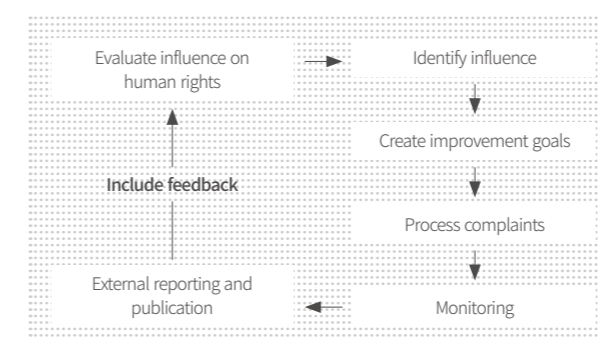 Evaluate influence on
human rights
Identify influence
Create improvement goals
Include feedback
Process complaints
External reporting and
publication
Monitoring